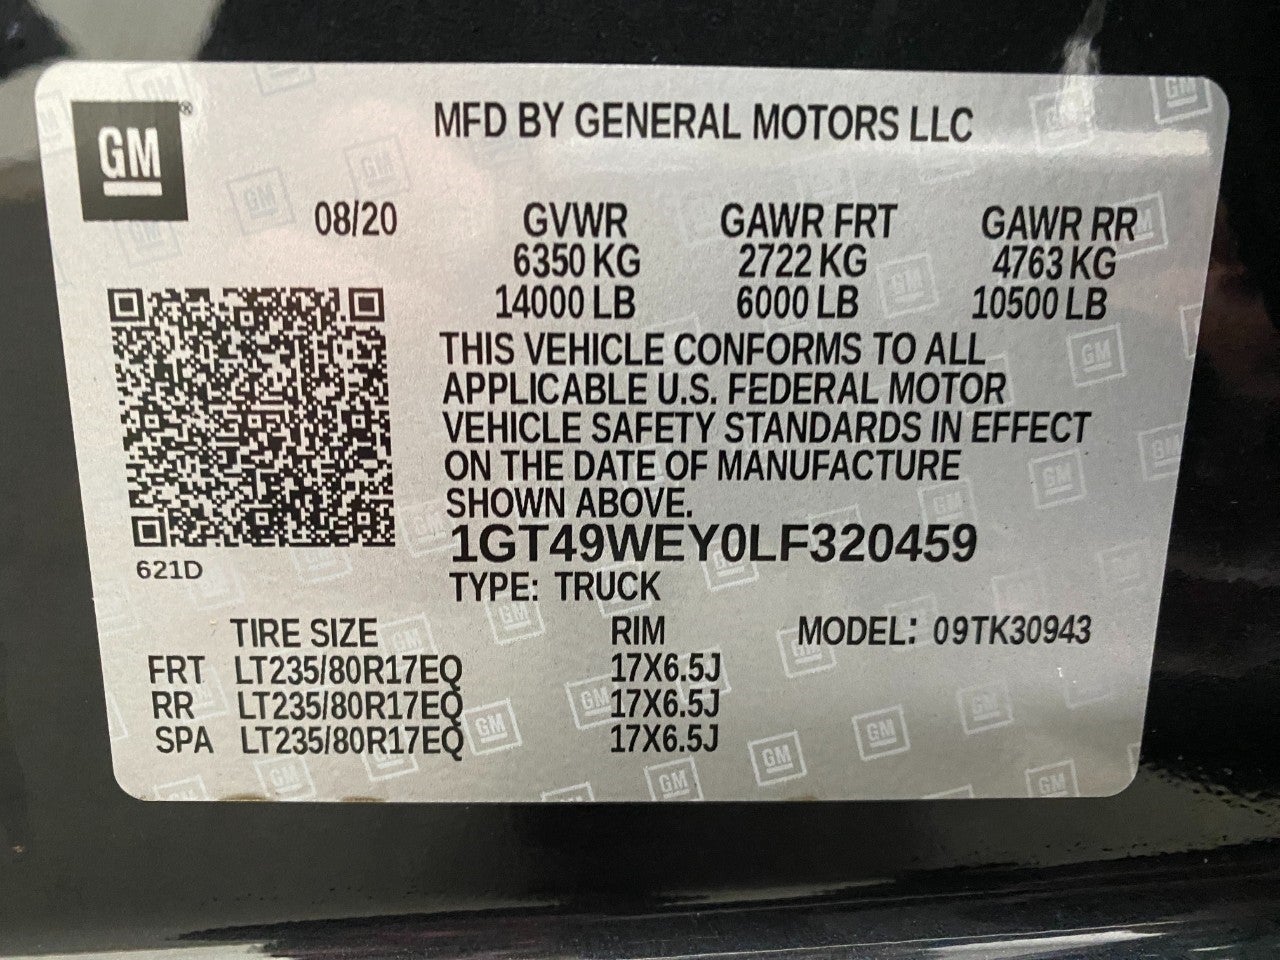 GM®
MFD BY GENERAL MOTORS LLC
08/20 GVWR GAWR FRT GAWR RR
6350 KG 2722 KG 4763 KG
14000 LB 6000 LB 10500 LB
THIS VEHICLE CONFORMS TO ALL
APPLICABLE U.S. FEDERAL MOTOR
VEHICLE SAFETY STANDARDS IN EFFECT
ON THE DATE OF MANUFACTURE
SHOWN ABOVE.
1GT49WEY0LF320459
621D
TYPE: TRUCK
TIRE SIZE RIM MODEL: 09TK30943
FRT LT235/80R17EQ 17X6.5J
RR LT235/80R17EQ 17X6.5J
SPA LT235/80R17EQ 17X6.5J